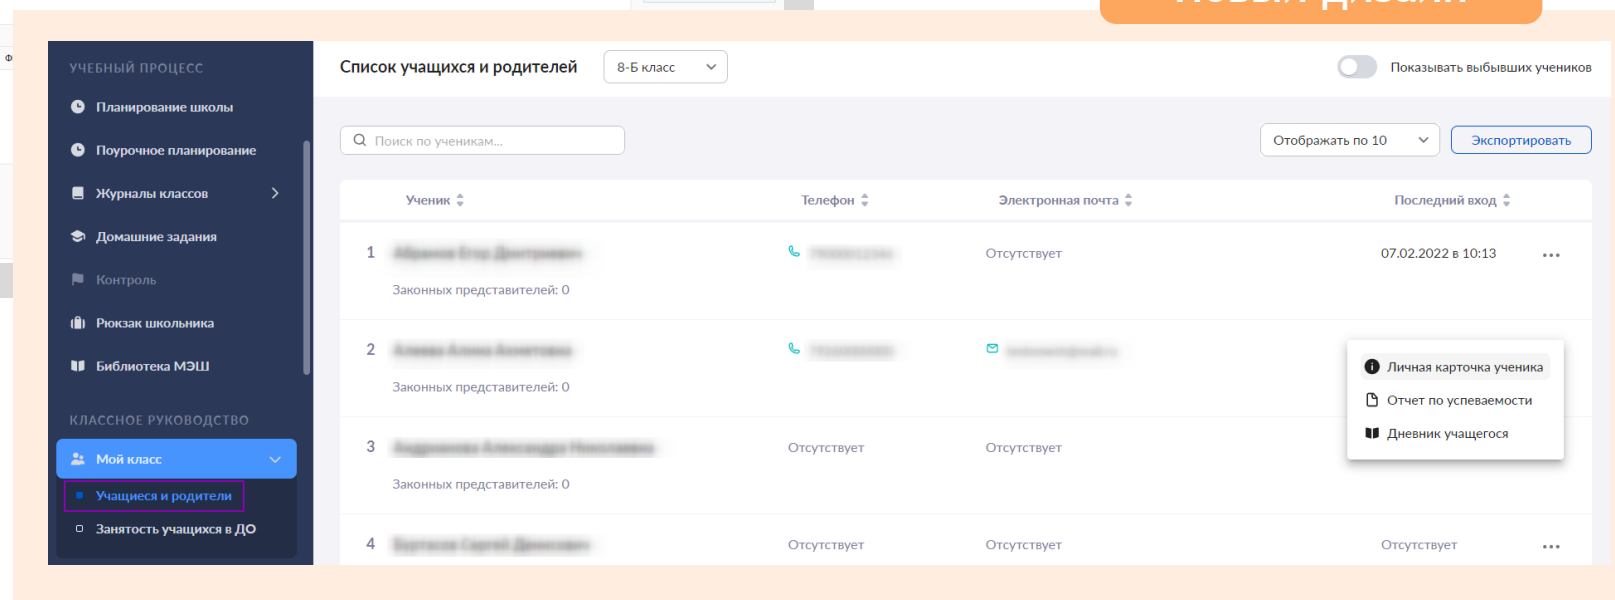 Новый дизайн
УЧЕБНЫЙ ПРОЦЕСС
Планирование школы
Поурочное планирование
Журналы классов
Домашние задания
Контроль
Рюкзак школьника
Библиотека МЭШ
КЛАССНОЕ РУКОВОДСТВО
Мой класс
Учащиеся и родители
Занятость учащихся в ДО
Список учащихся и родителей 8-Б класс Показывать выбывших учеников
Поиск по ученикам... Отображать по 10 Экспортировать
Ученик Телефон Электронная почта Последний вход
1 Отсутствует 07.02.2022 в 10:13
Законных представителей: 0
2
Законных представителей: 0
Личная карточка ученика
Отчет по успеваемости
Дневник учащегося
3 Отсутствует Отсутствует
Законных представителей: 0
4 Отсутствует Отсутствует Отсутствует